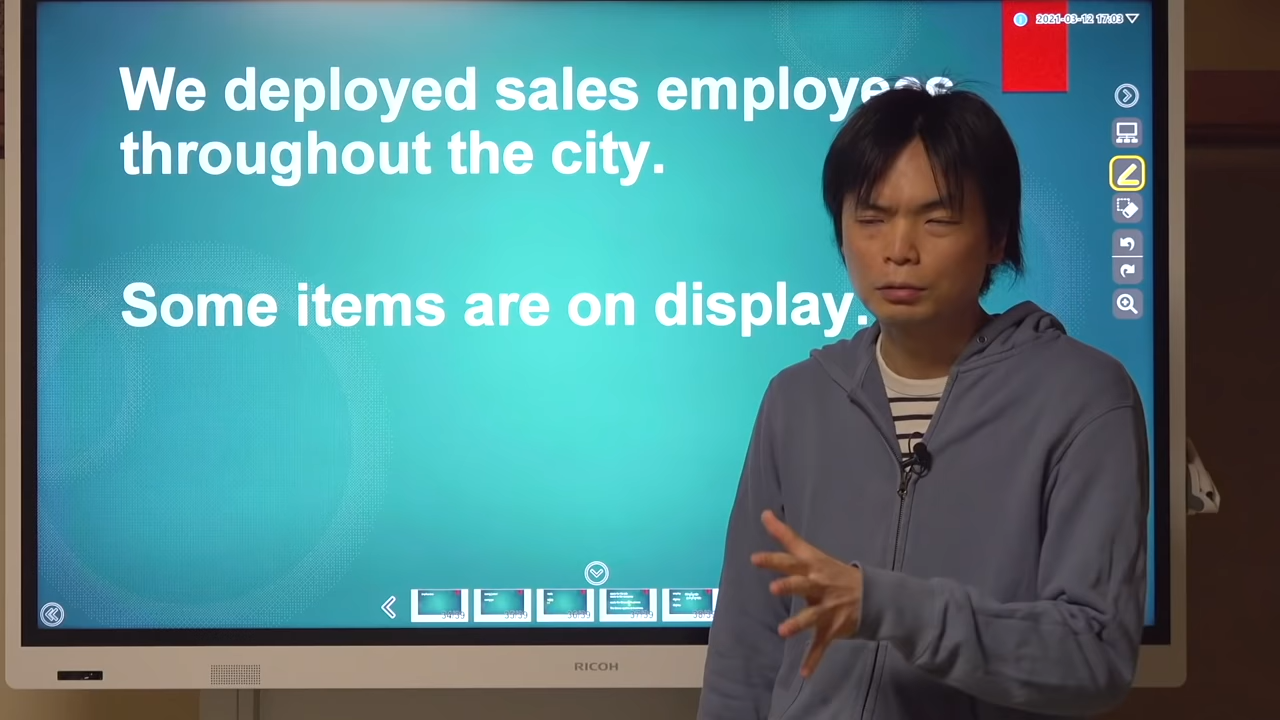 2021-03-12 17:03
We deployed sales employees
throughout the city.
Some items are on display.
RICOH